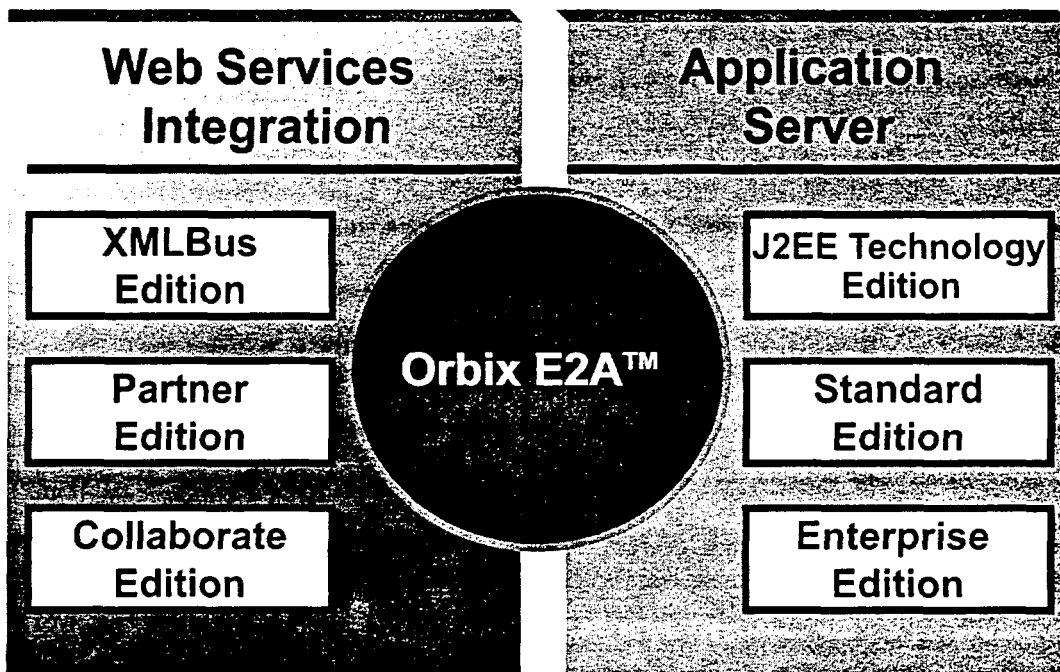 Web Services
Integration
XMLBus
Edition
Partner
Edition
Collaborate
Edition
Orbix E2A™
Application
Server
J2EE Technology
Edition
Standard
Edition
Enterprise
Edition